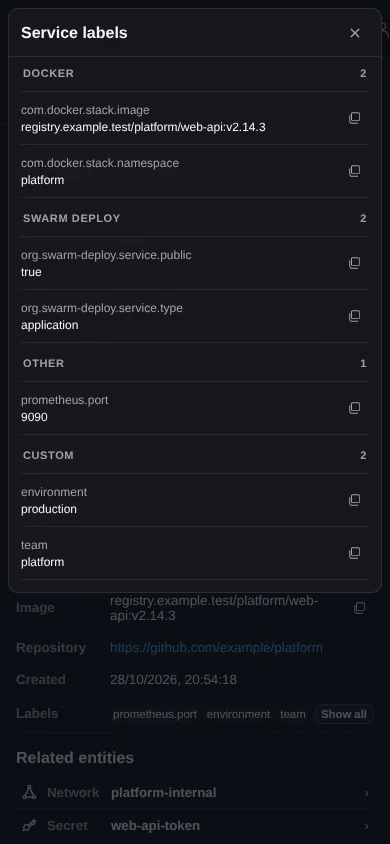 Service labels
DOCKER 2
com.docker.stack.image
registry.example.test/platform/web-api:v2.14.3
com.docker.stack.namespace
platform
SWARM DEPLOY 2
org.swarm-deploy.service.public
true
org.swarm-deploy.service.type
application
OTHER 1
prometheus.port
9090
CUSTOM 2
environment
production
team
platform
Image registry.example.test/platform/web-
api:v2.14.3
Repository https://github.com/example/platform
Created 28/10/2026, 20:54:18
Labels prometheus.port environment team Show all
Related entities
Network platform-internal
Secret web-api-token